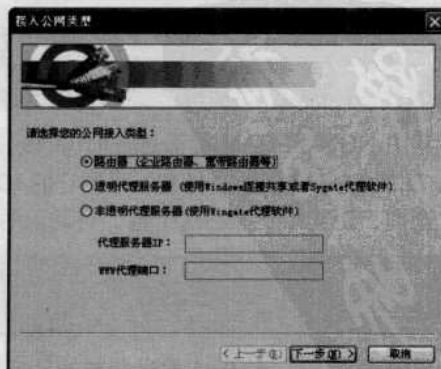 接入公网类型
请选择您的公网接入类型：
路由器（企业路由器、宽带路由器等）
透明代理服务器（使用Windows连接共享或者Sygate代理软件）
非透明代理服务器（使用Wingate代理软件）
代理服务器IP：
WWW代理端口：
<上一步(B) 下一步(N)> 取消